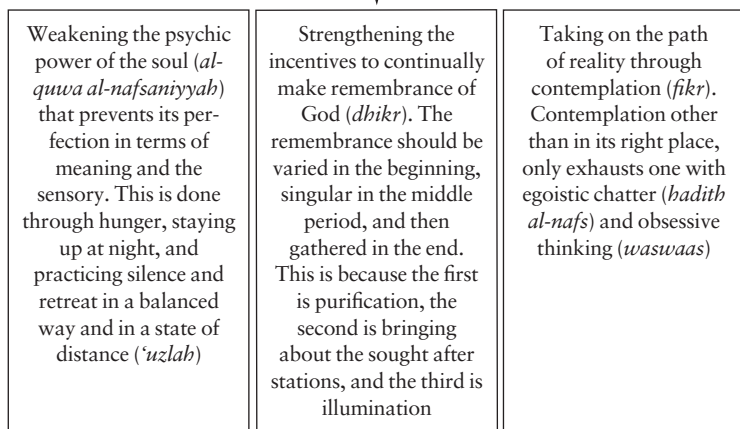 Weakening the psychic
power of the soul (al-
quwa al-nafsaniyyah)
that prevents its per-
fection in terms of
meaning and the
sensory. This is done
through hunger, staying
up at night, and
practicing silence and
retreat in a balanced
way and in a state of
distance (‘uzlah)
Strengthening the
incentives to continually
make remembrance of
God (dhikr). The
remembrance should be
varied in the beginning,
singular in the middle
period, and then
gathered in the end.
This is because the first
is purification, the
second is bringing
about the sought after
stations, and the third is
illumination
Taking on the path
of reality through
contemplation (fikr).
Contemplation other
than in its right place,
only exhausts one with
egoistic chatter (hadith
al-nafs) and obsessive
thinking (waswaas)